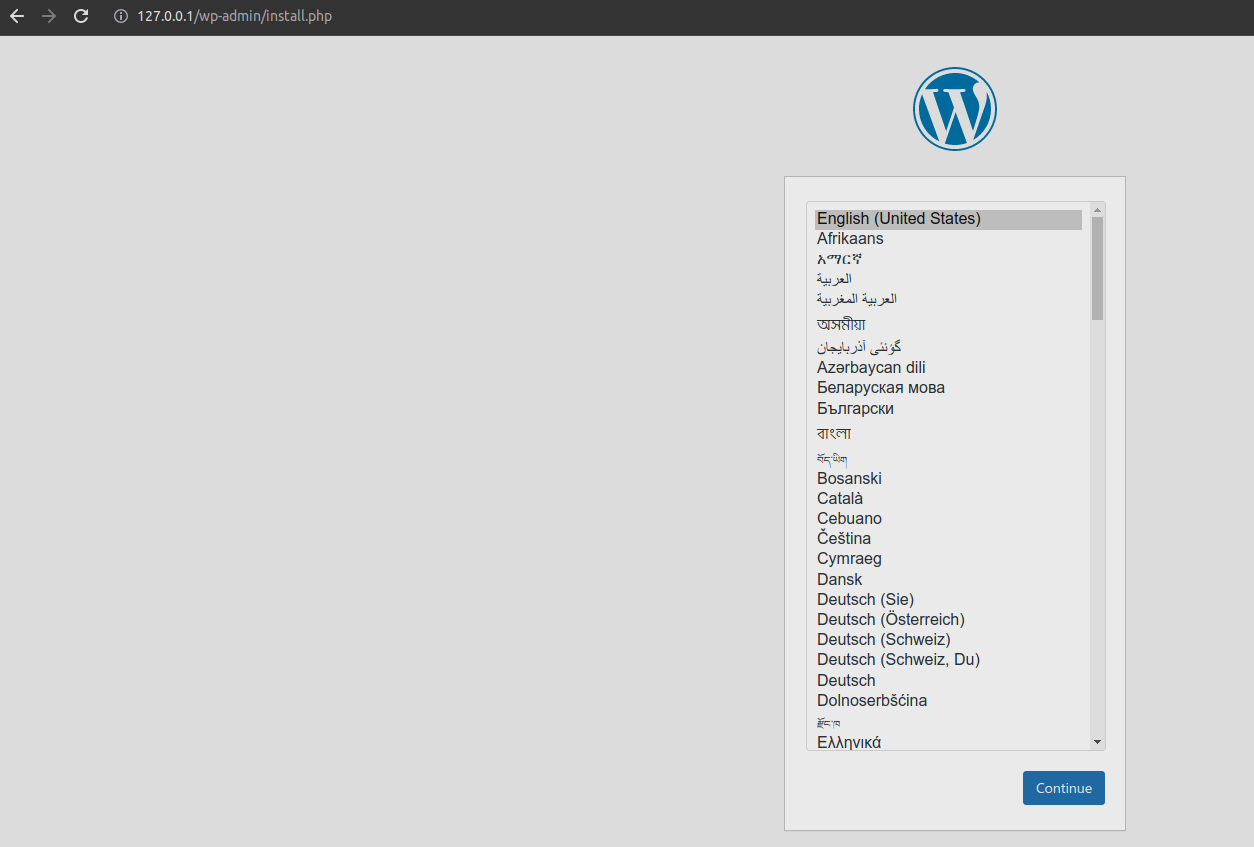 127.0.0.1/wp-admin/install.php
English (United States)
Afrikaans
አማርኛ
العربية
العربية المغربية
অসমীয়া
گؤنئی آذربایجان
Azərbaycan dili
Беларуская мова
Български
বাংলা
བོད་ཡིག
Bosanski
Català
Cebuano
Čeština
Cymraeg
Dansk
Deutsch (Sie)
Deutsch (Österreich)
Deutsch (Schweiz)
Deutsch (Schweiz, Du)
Deutsch
Dolnoserbšćina
རྫོང་ཁ
Ελληνικά
Continue